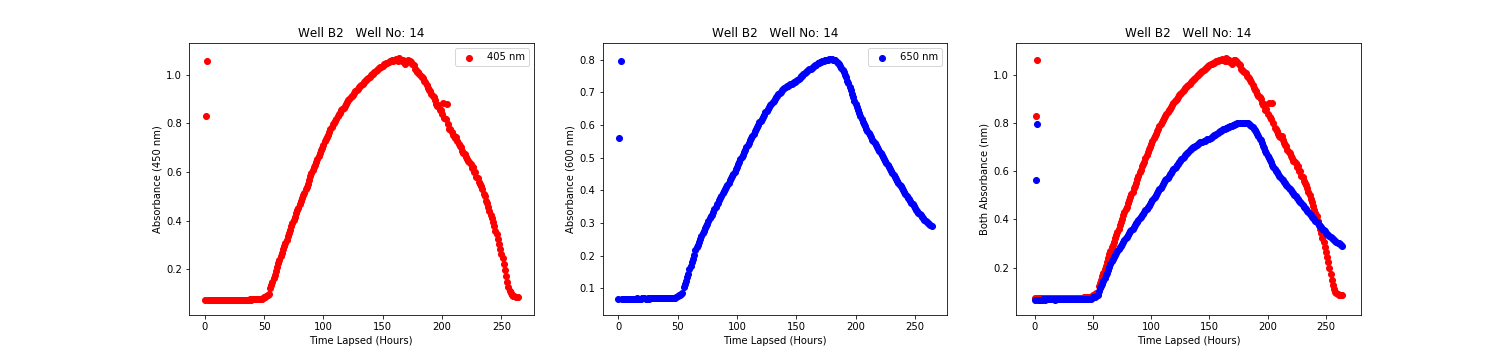 Well B2   Well No: 14
405 nm
Absorbance (450 nm)
1.0
0.8
0.6
0.4
0.2
0 50 100 150 200 250
Time Lapsed (Hours)
Well B2   Well No: 14
650 nm
Absorbance (600 nm)
0.8
0.7
0.6
0.5
0.4
0.3
0.2
0.1
0 50 100 150 200 250
Time Lapsed (Hours)
Well B2   Well No: 14
Both Absorbance (nm)
1.0
0.8
0.6
0.4
0.2
0 50 100 150 200 250
Time Lapsed (Hours)